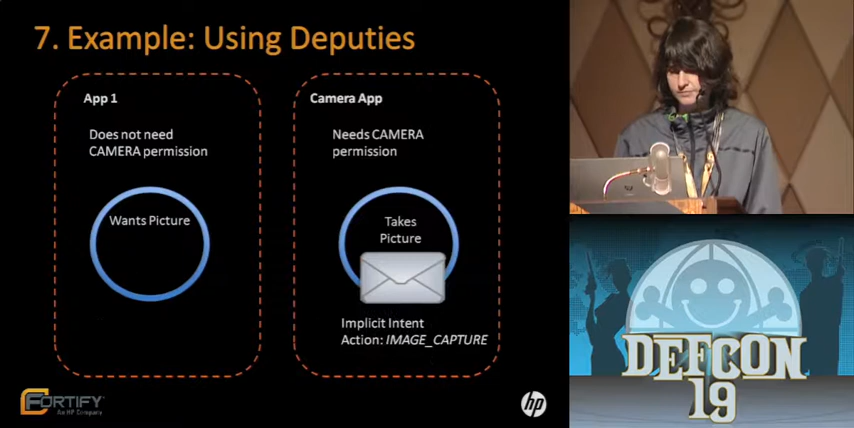 7. Example: Using Deputies
App 1
Does not need
CAMERA permission
Wants Picture
Camera App
Needs CAMERA
permission
Takes
Picture
Implicit Intent
Action: IMAGE_CAPTURE
FORTIFY
An HP Company
hp
DEFCON
19